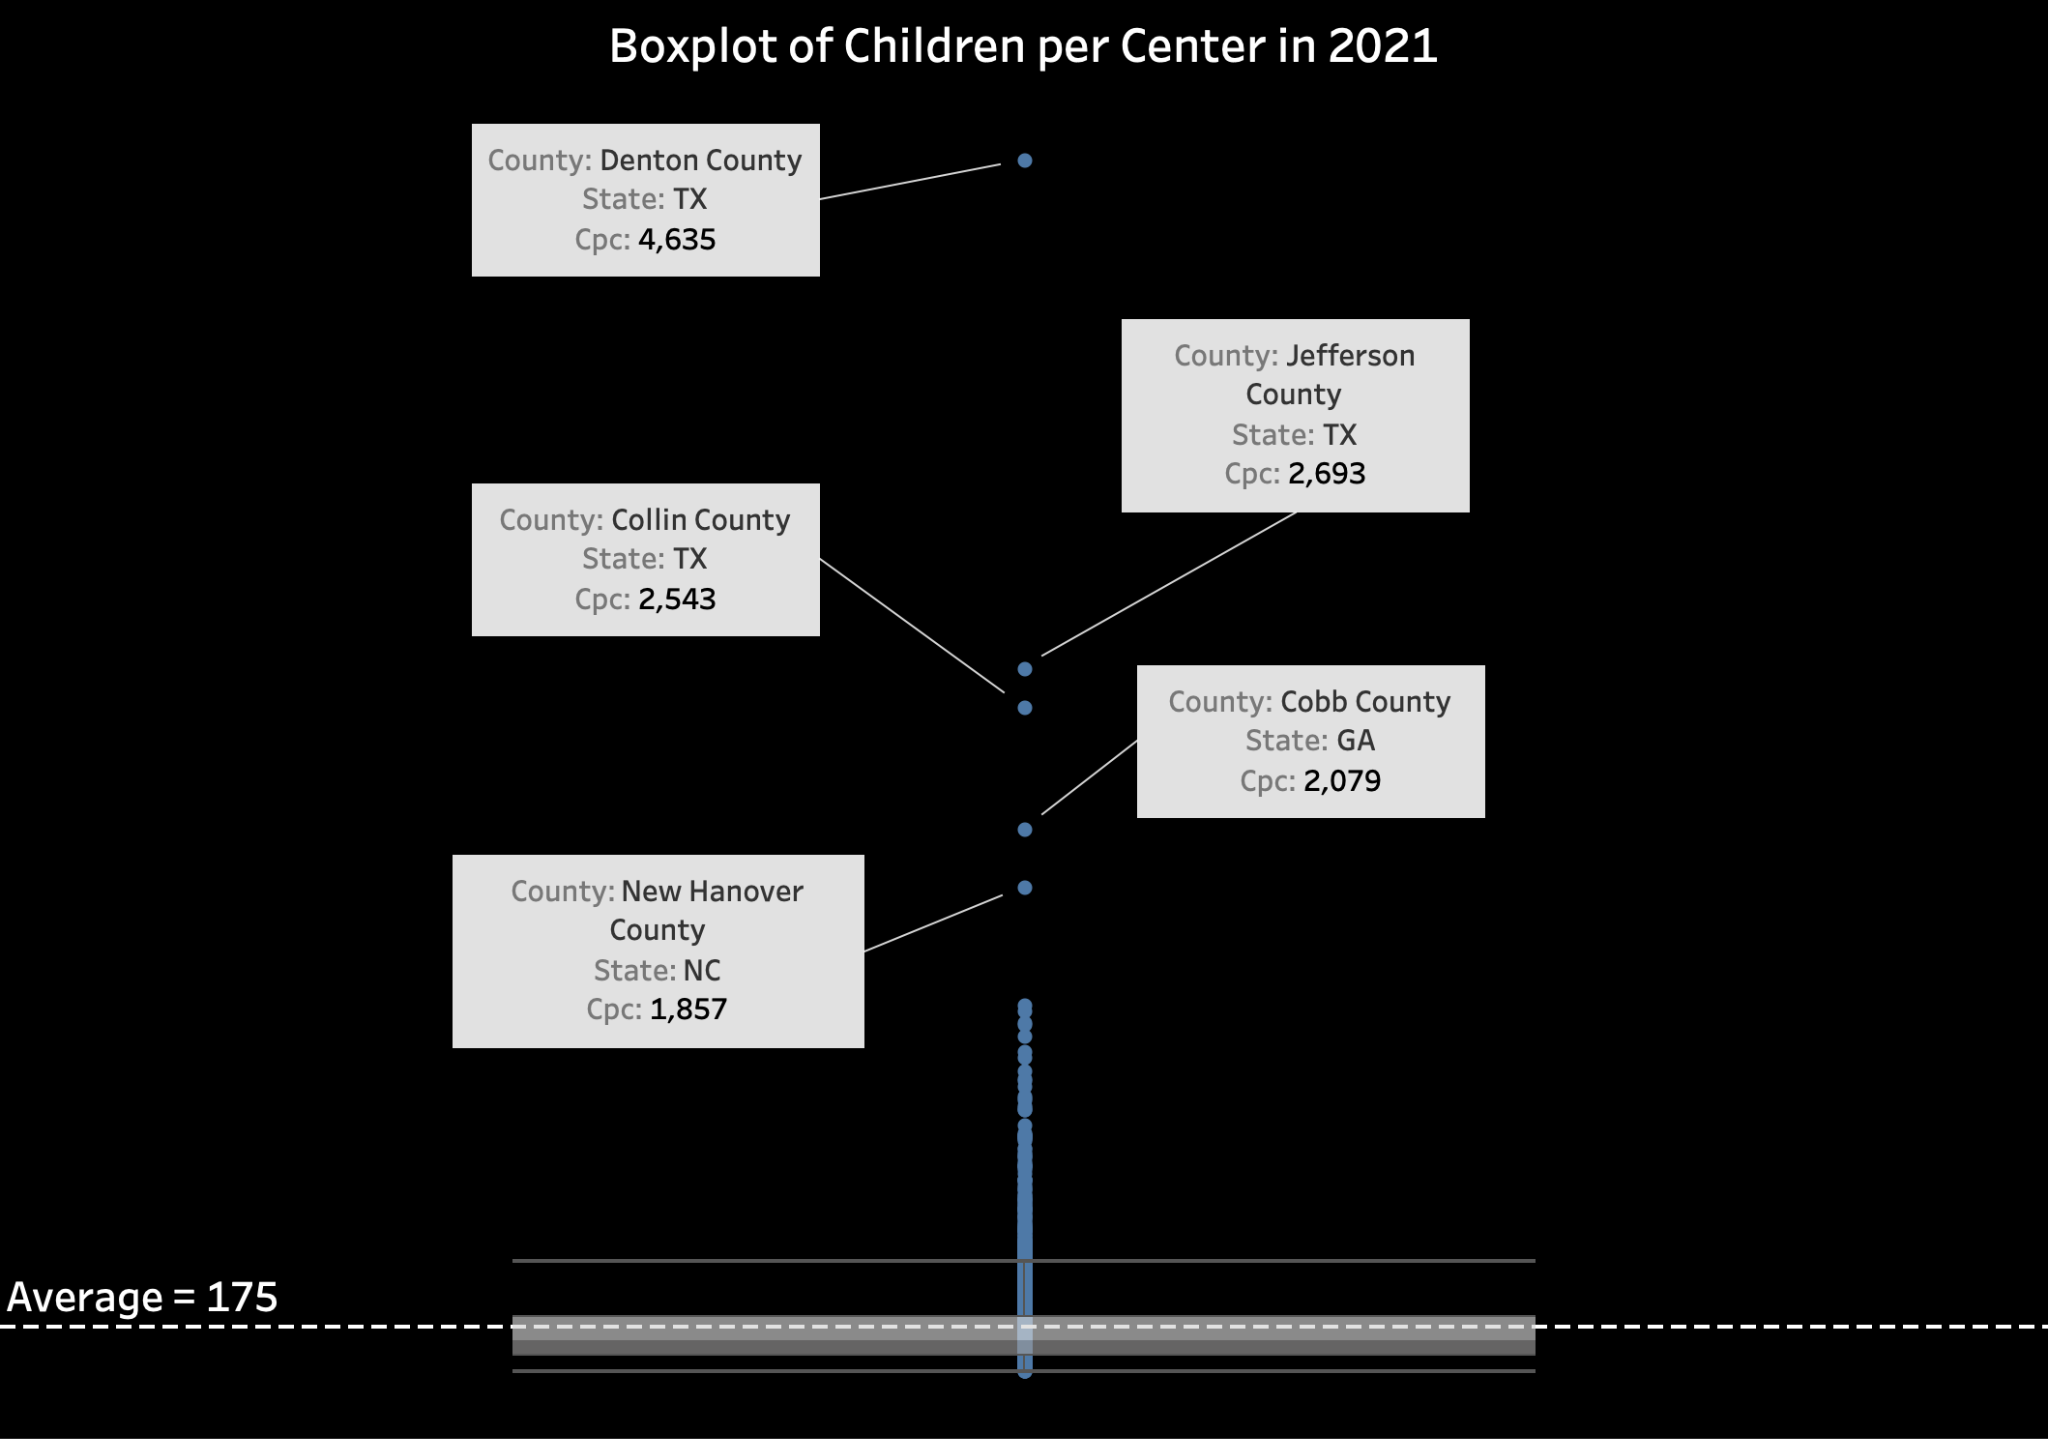 Boxplot of Children per Center in 2021
County: Denton County
State: TX
Cpc: 4,635
County: Jefferson
County
State: TX
Cpc: 2,693
County: Collin County
State: TX
Cpc: 2,543
County: Cobb County
State: GA
Cpc: 2,079
County: New Hanover
County
State: NC
Cpc: 1,857
Average = 175